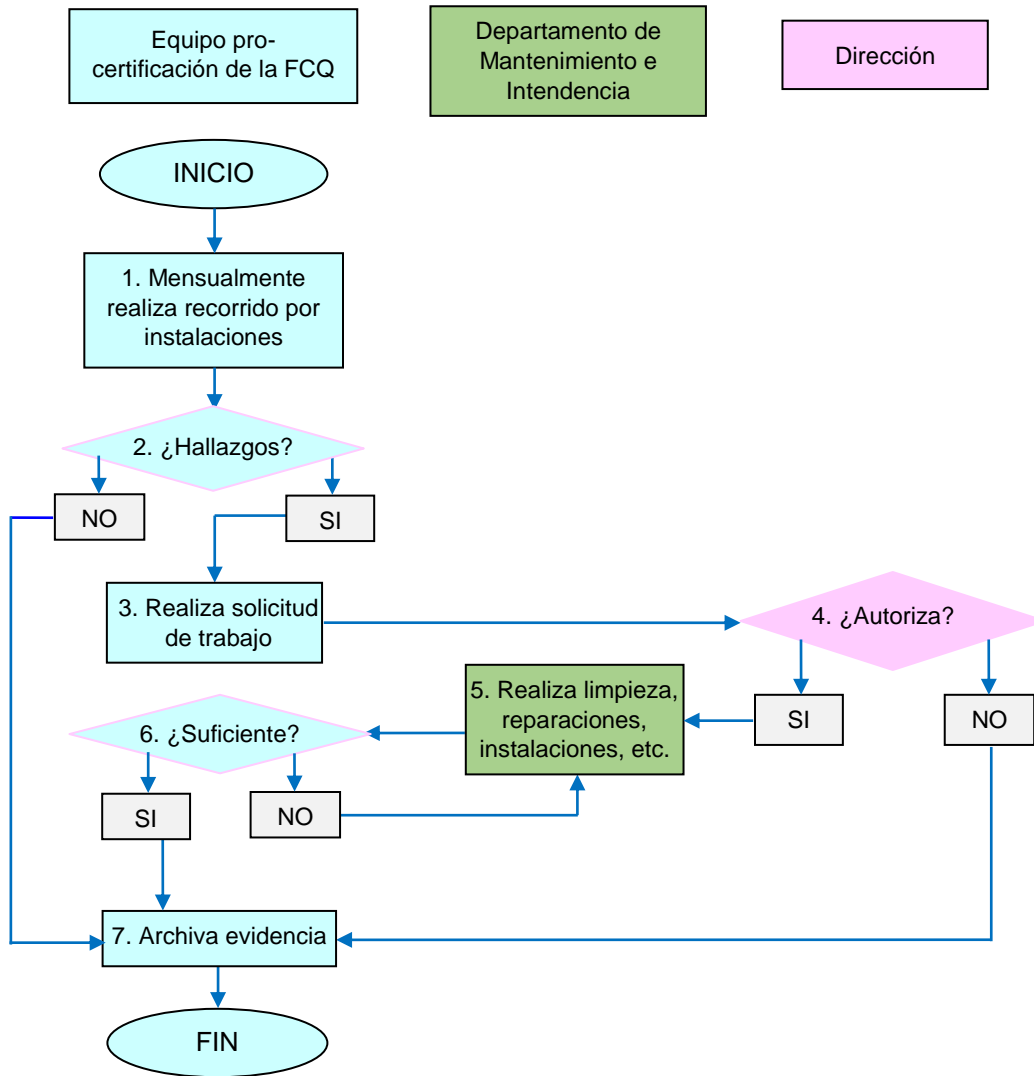 Equipo pro-
certificación de la FCQ
Departamento de
Mantenimiento e
Intendencia
Dirección
INICIO
1. Mensualmente
realiza recorrido por
instalaciones
2. ¿Hallazgos?
NO
SI
3. Realiza solicitud
de trabajo
4. ¿Autoriza?
5. Realiza limpieza,
reparaciones,
instalaciones, etc.
SI
NO
6. ¿Suficiente?
SI
NO
7. Archiva evidencia
FIN